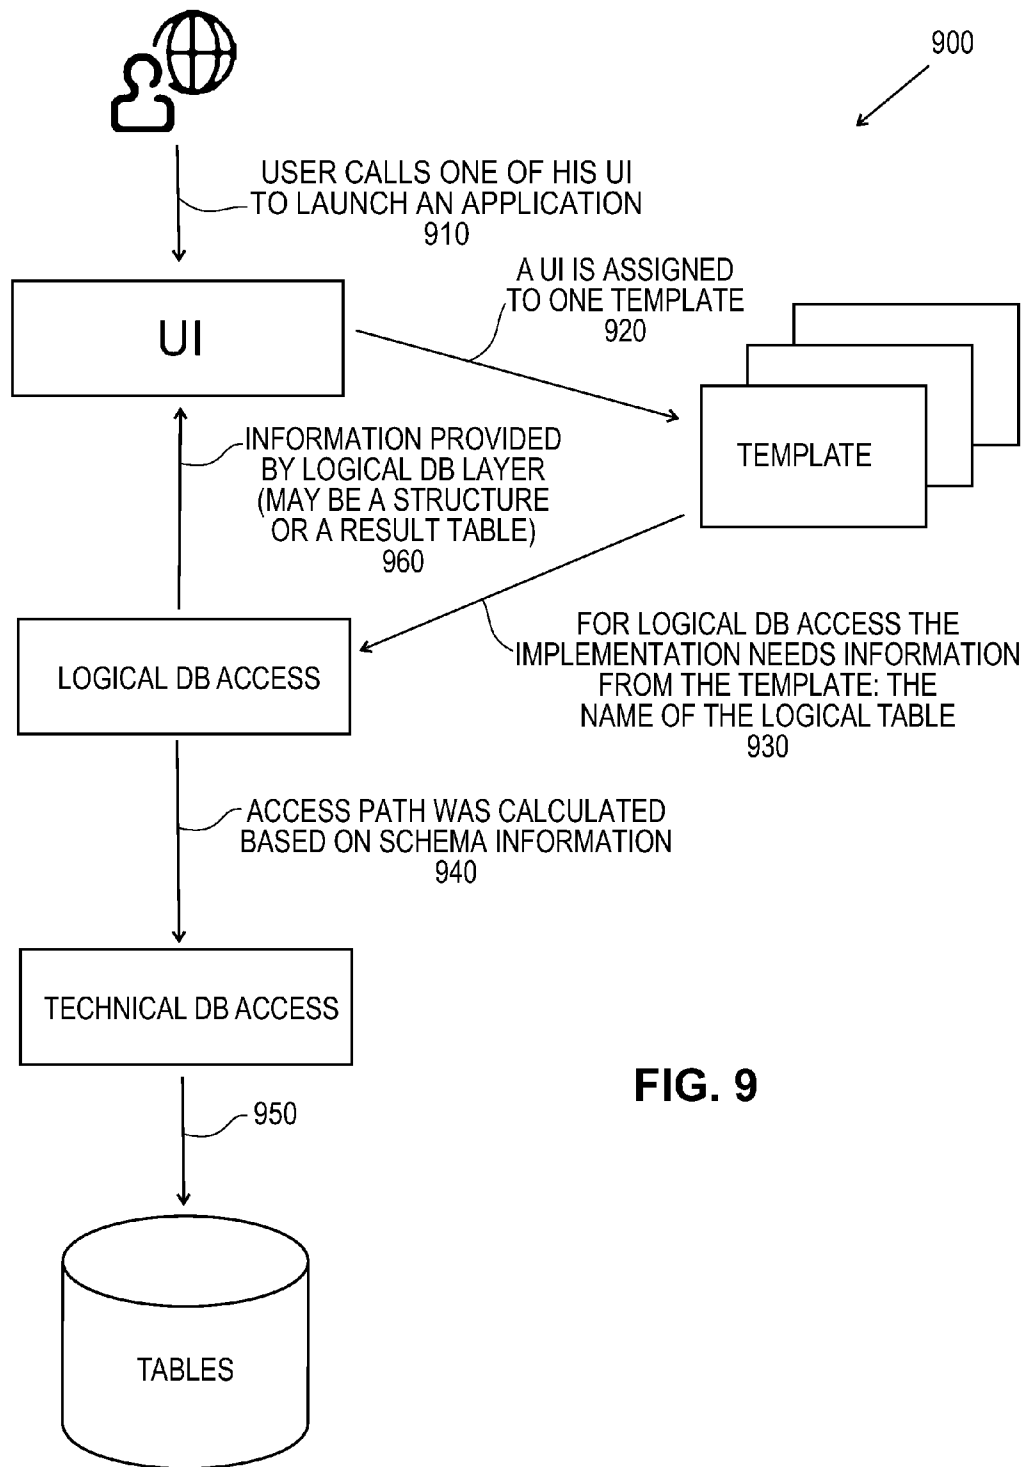 900
USER CALLS ONE OF HIS UI
TO LAUNCH AN APPLICATION
910
A UI IS ASSIGNED
TO ONE TEMPLATE
920
UI
TEMPLATE
INFORMATION PROVIDED
BY LOGICAL DB LAYER
(MAY BE A STRUCTURE
OR A RESULT TABLE)
960
FOR LOGICAL DB ACCESS THE
IMPLEMENTATION NEEDS INFORMATION
FROM THE TEMPLATE: THE
NAME OF THE LOGICAL TABLE
930
LOGICAL DB ACCESS
ACCESS PATH WAS CALCULATED
BASED ON SCHEMA INFORMATION
940
TECHNICAL DB ACCESS
FIG. 9
950
TABLES